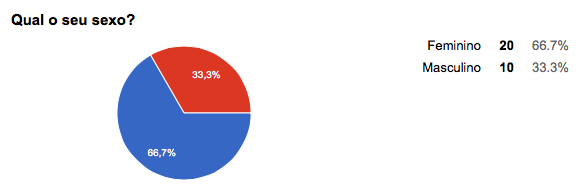 Qual o seu sexo?
Feminino 20 66.7%
Masculino 10 33.3%
33,3%
66,7%